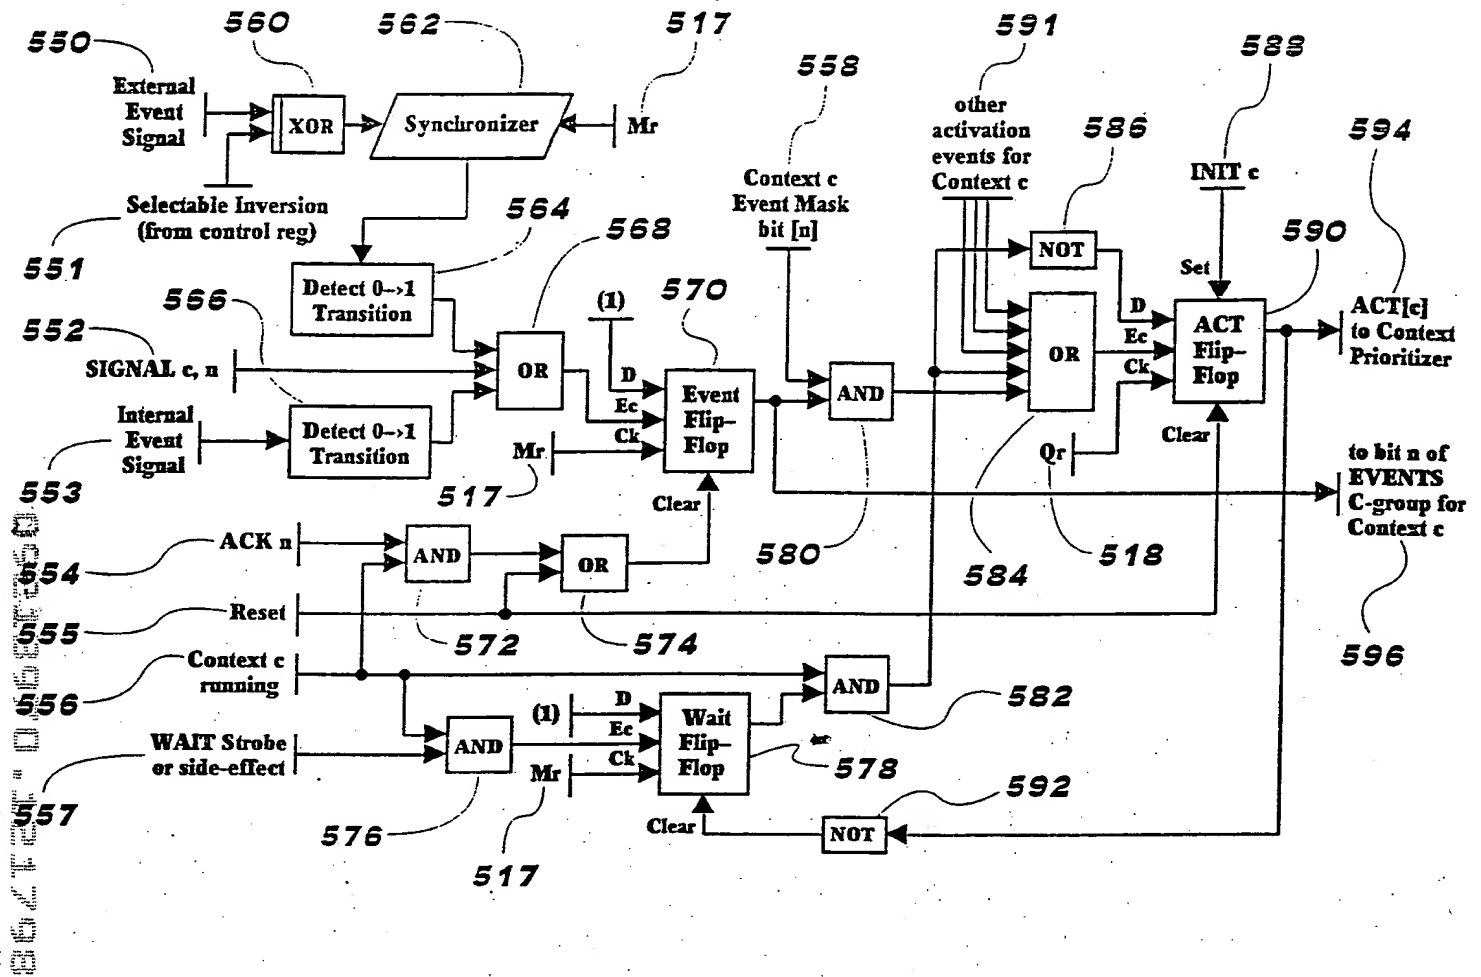 550
560
562
517
558
591
588
External
Event
Signal
XOR
Synchronizer
Mr
other
activation
events for
Context c
586
594
INIT c
Selectable Inversion
(from control reg)
551
564
568
Context c
Event Mask
bit [n]
NOT
590
Set
566
Detect 0→1
Transition
(1)
570
D
ACT[c]
to Context
Prioritizer
552
SIGNAL c, n
OR
D
Ec
Ck
Event
Flip–
Flop
AND
OR
Ec
Ck
ACT
Flip–
Flop
Internal
Event
Signal
553
Detect 0→1
Transition
Mr
517
Clear
580
Qr
518
584
Clear
to bit n of
EVENTS
C-group for
Context c
596
554
ACK n
AND
OR
555
Reset
572
574
556
Context c
running
AND
582
557
WAIT Strobe
or side-effect
AND
576
(1)
D
Ec
Ck
Mr
517
Wait
Flip–
Flop
578
Clear
NOT
592